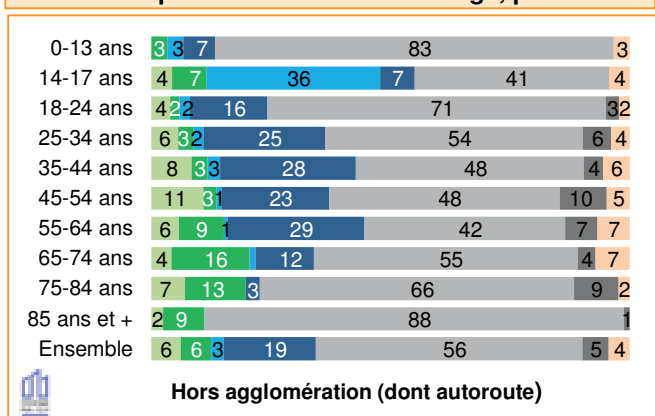 0-13 ans 3 3 7 83 3
14-17 ans 4 7 36 7 41 4
18-24 ans 4 2 2 16 71 3 2
25-34 ans 6 3 2 25 54 6 4
35-44 ans 8 3 3 28 48 4 6
45-54 ans 11 3 1 23 48 10 5
55-64 ans 6 9 1 29 42 7 7
65-74 ans 4 16 12 55 4 7
75-84 ans 7 13 3 66 9 2
85 ans et + 2 9 88 1
Ensemble 6 6 3 19 56 5 4
Hors agglomération (dont autoroute)